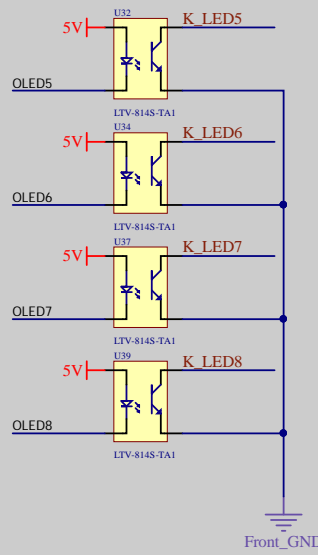 U32
5V
K_LED5
OLED5
LTV-814S-TA1
U34
5V
K_LED6
OLED6
LTV-814S-TA1
U37
5V
K_LED7
OLED7
LTV-814S-TA1
U39
5V
K_LED8
OLED8
LTV-814S-TA1
Front_GND